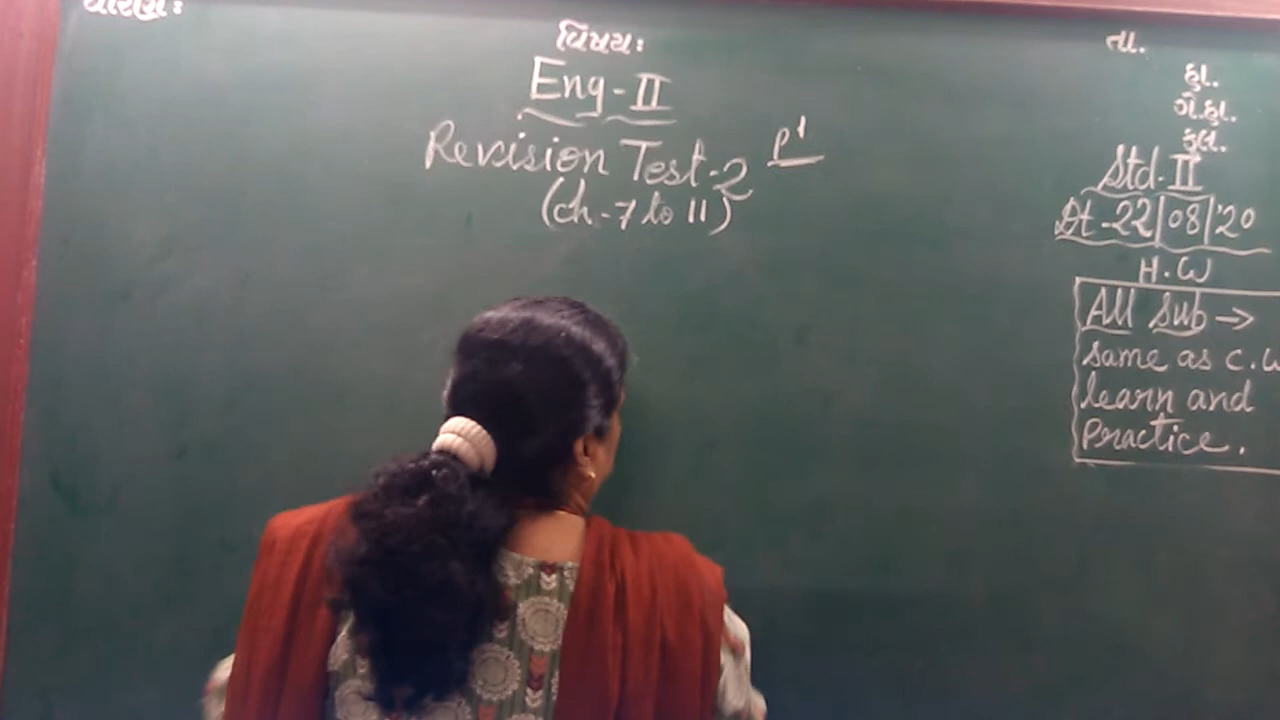 ધોરણ:
વિષય:
Eng-II
Revision Test-2 P1
(ch-7 to 11)
તા.
કુા.
ગે.હા.
કુલ.
Std-II
Dt-22|08|'20
H.W
All Sub →
same as C.W
learn and
Practice.